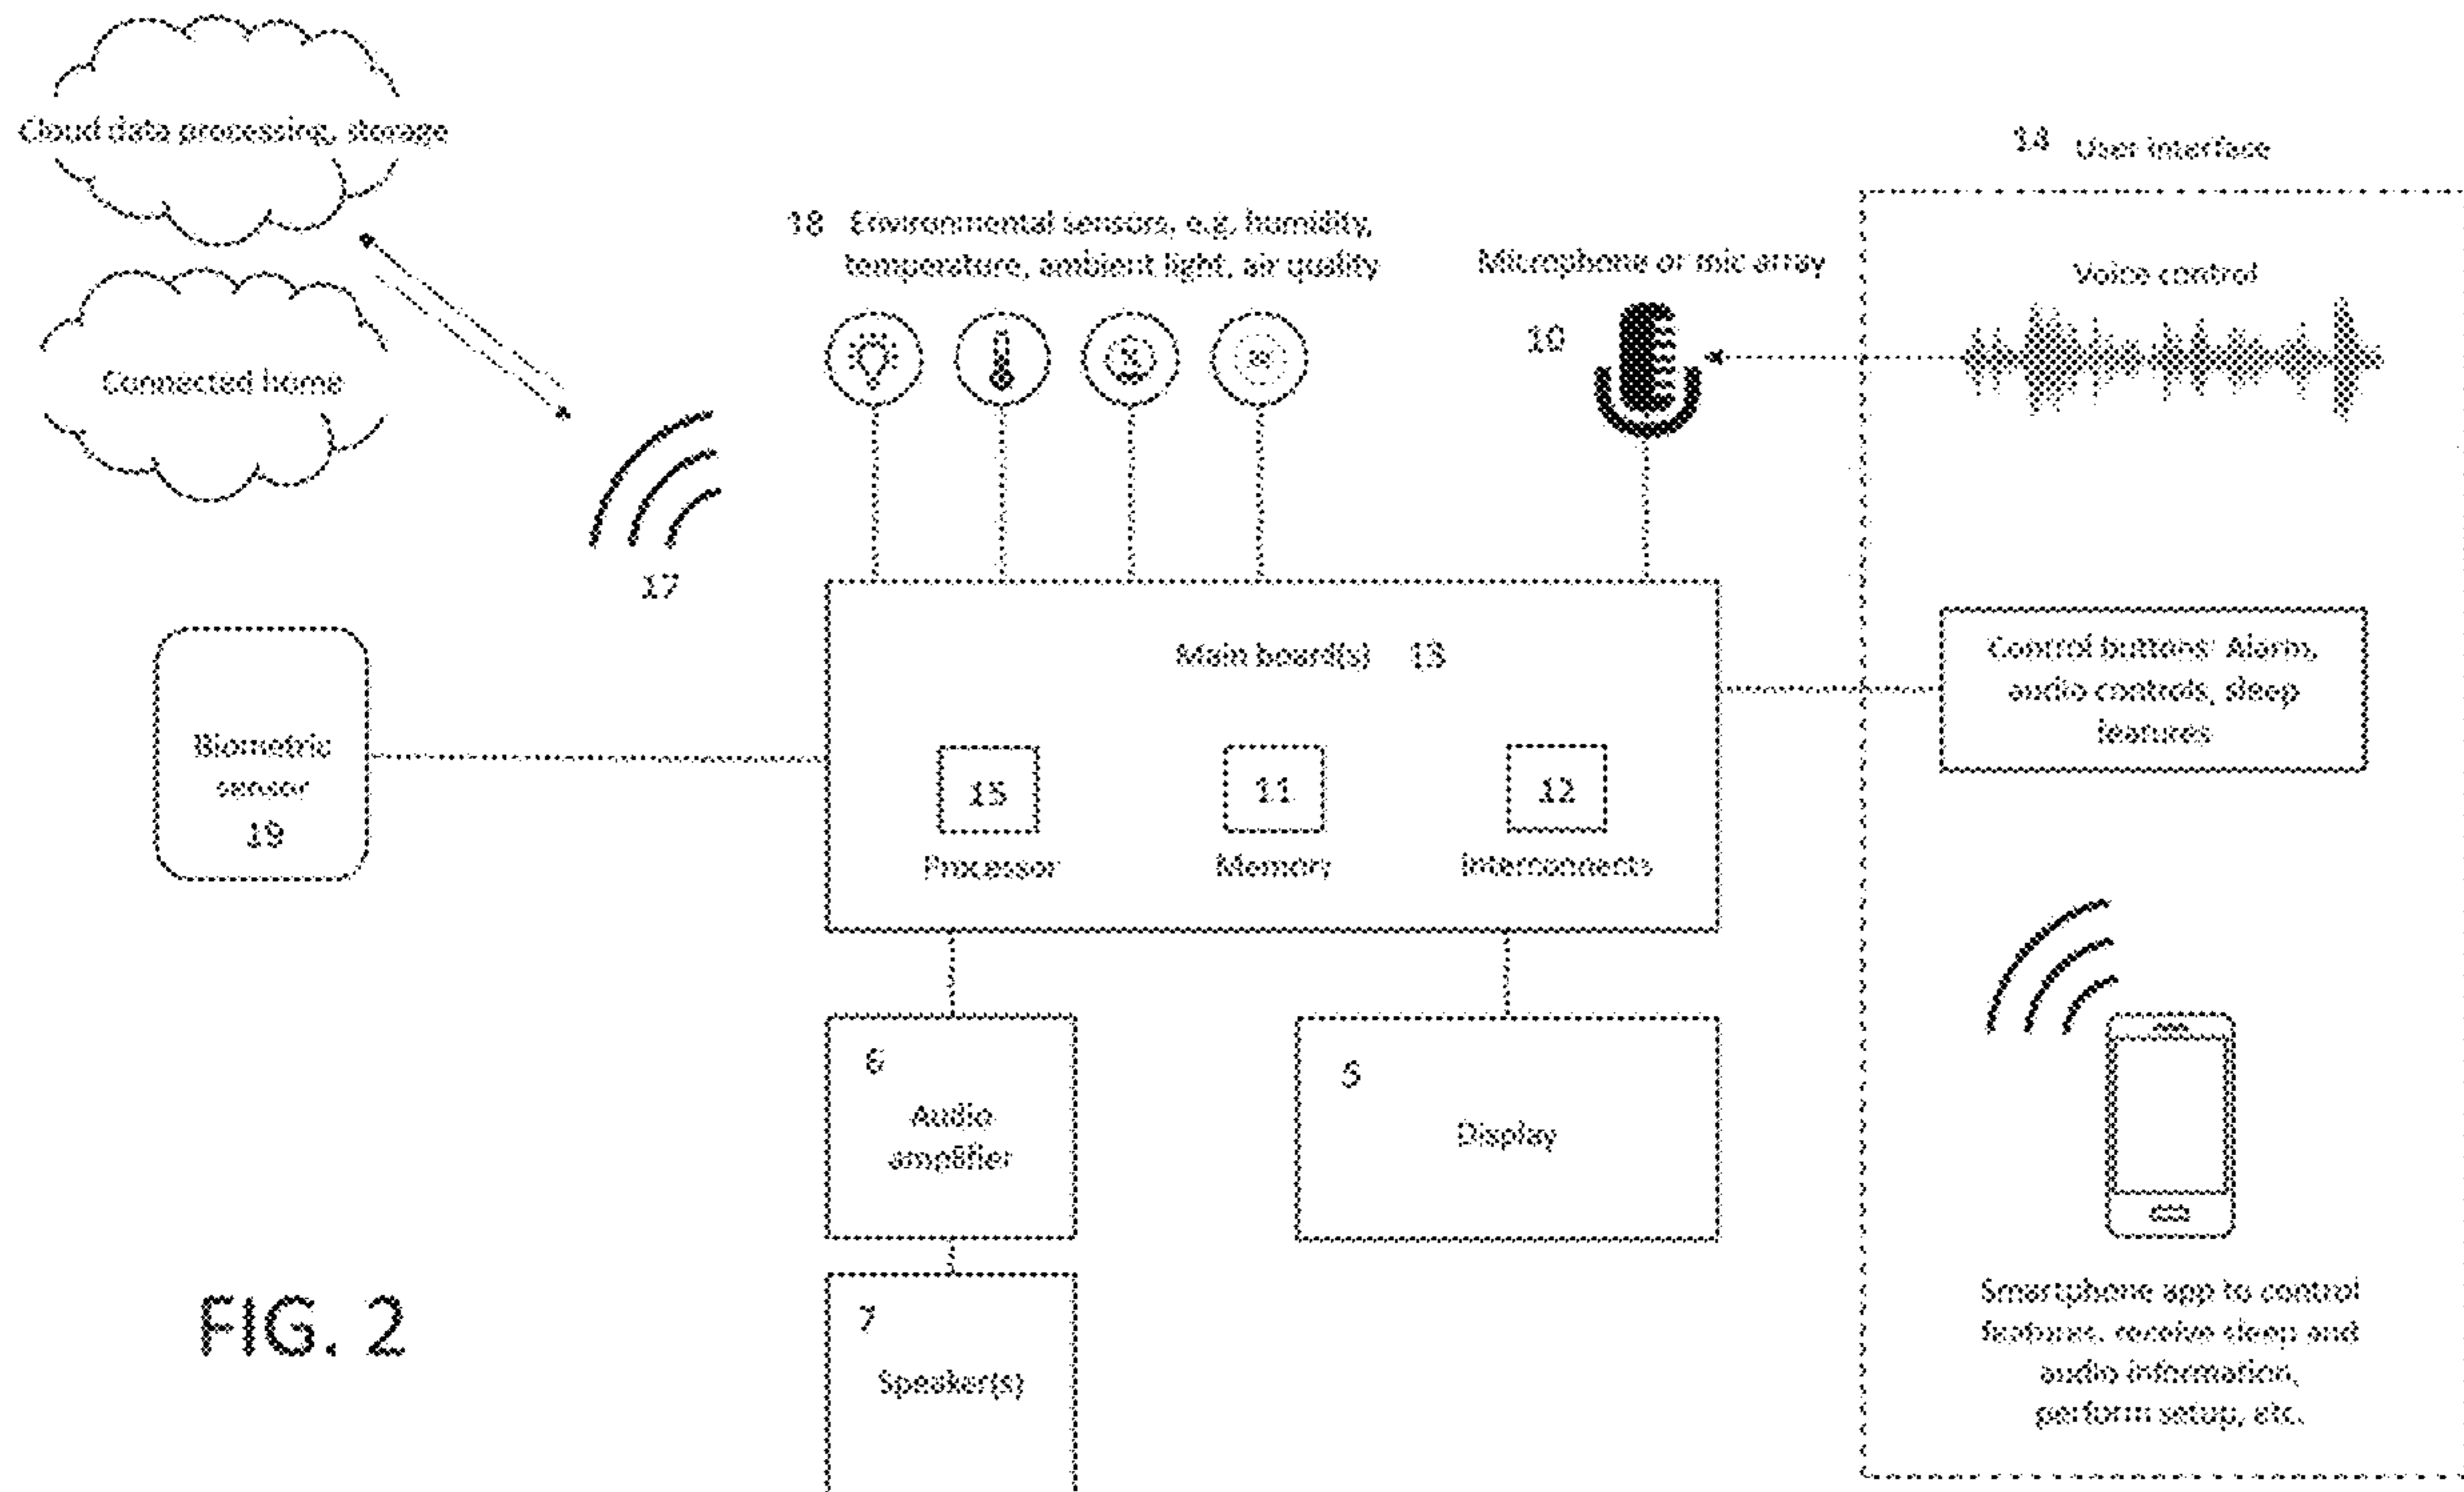 Cloud data processing, storage
Connected home
17
18 Environmental sensors, e.g. humidity,
temperature, ambient light, air quality
Microphone or mic array
10
14 User interface
Voice control
Biometric
sensor
19
Main board(s) 13
15
Processor
11
Memory
12
Interconnects
Control buttons: Alarm,
audio controls, sleep
features
6
Audio
amplifier
5
Display
7
Speaker(s)
Smartphone app to control
features, receive sleep and
audio information,
perform setup, etc.
FIG. 2